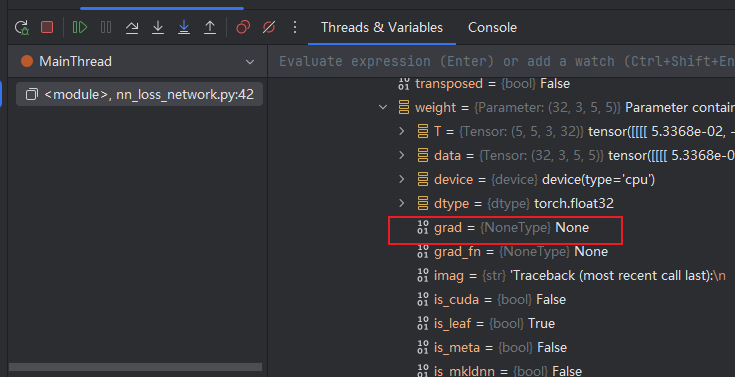 Threads & Variables Console
MainThread
Evaluate expression (Enter) or add a watch (Ctrl+Shift+En
<module>, nn_loss_network.py:42
transposed = {bool} False
weight = {Parameter: (32, 3, 5, 5)} Parameter contain
T = {Tensor: (5, 5, 3, 32)} tensor([[[[ 5.3368e-02, -
data = {Tensor: (32, 3, 5, 5)} tensor([[[[ 5.3368e-02,
device = {device} device(type='cpu')
dtype = {dtype} torch.float32
grad = {NoneType} None
grad_fn = {NoneType} None
imag = {str} 'Traceback (most recent call last):\n
is_cuda = {bool} False
is_leaf = {bool} True
is_meta = {bool} False
is_mkldnn = {bool} False